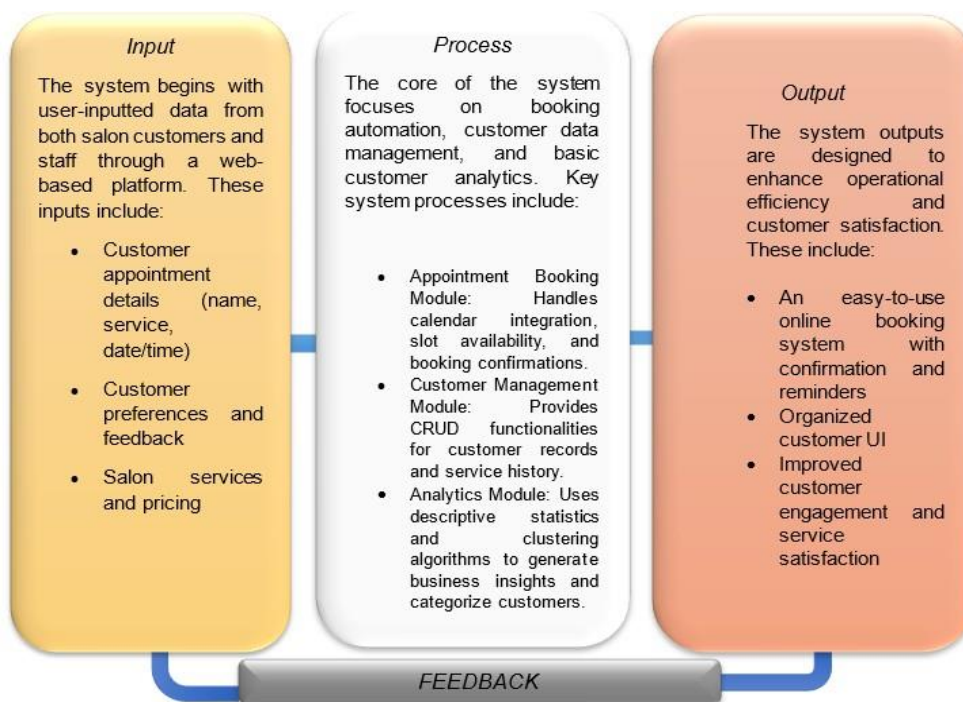 Input
The system begins with
user-inputted data from
both salon customers and
staff through a web-
based platform. These
inputs include:
• Customer
appointment
details (name,
service,
date/time)
• Customer
preferences and
feedback
• Salon services
and pricing
Process
The core of the system
focuses on booking
automation, customer data
management, and basic
customer analytics. Key
system processes include:
• Appointment Booking
Module: Handles
calendar integration,
slot availability, and
booking confirmations.
• Customer Management
Module: Provides
CRUD functionalities
for customer records
and service history.
• Analytics Module: Uses
descriptive statistics
and clustering
algorithms to generate
business insights and
categorize customers.
Output
The system outputs
are designed to
enhance operational
efficiency and
customer satisfaction.
These include:
• An easy-to-use
online booking
system with
confirmation and
reminders
• Organized
customer UI
• Improved
customer
engagement and
service
satisfaction
FEEDBACK